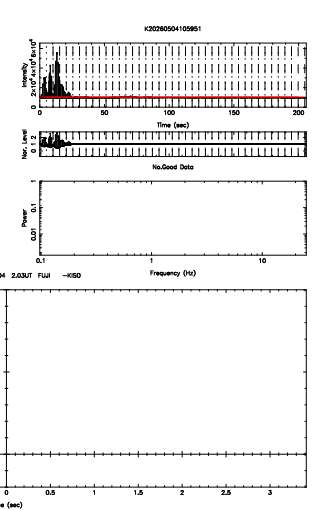 K20260504105951
Intensity
0 2×10⁴ 4×10⁴ 6×10⁴
0 50 100 150 200
Time (sec)
Nor. Level
0 1 2
No.Good Data
Power
0.01 0.1 1
0.1 1 10
Frequency (Hz)
04 2.03UT FUJI -KISO
0 0.5 1 1.5 2 2.5 3
(sec)